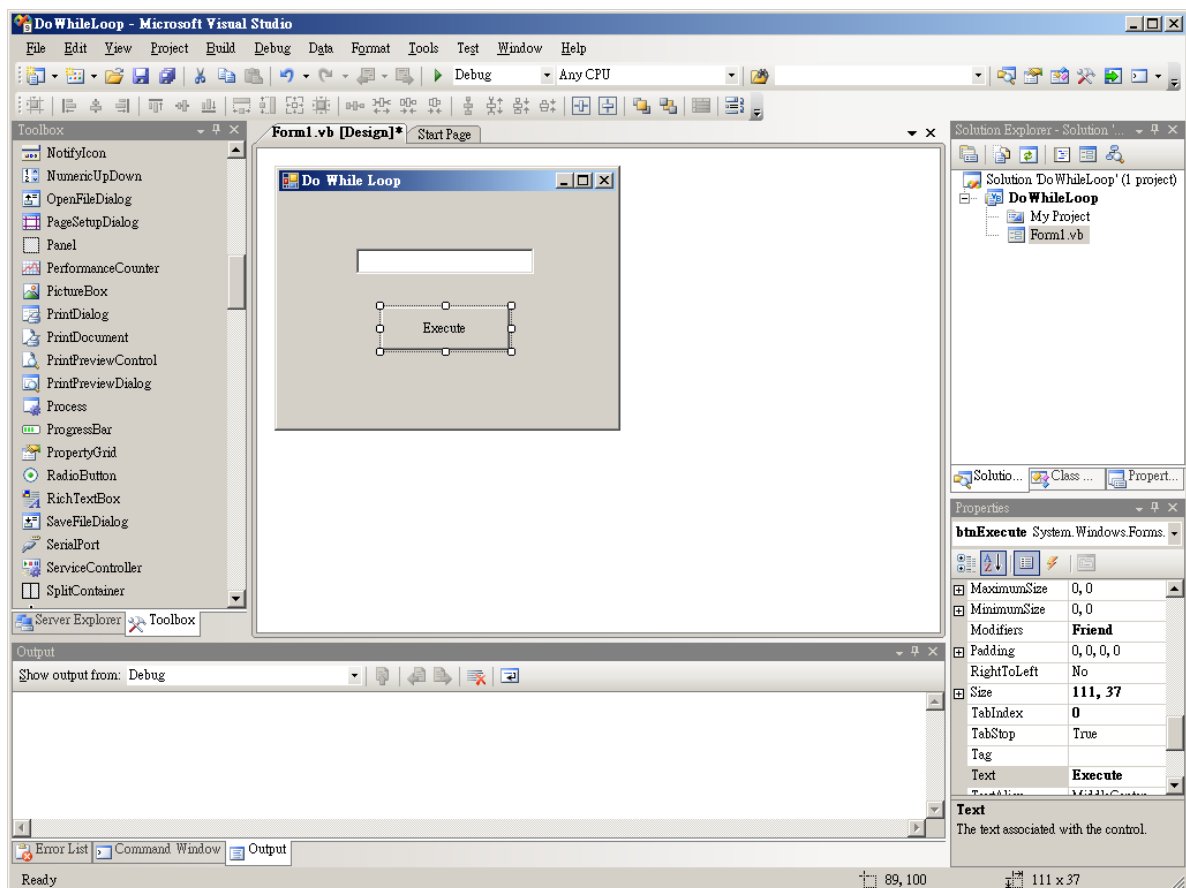 DoWhileLoop - Microsoft Visual Studio
File Edit View Project Build Debug Data Format Tools Test Window Help
Debug Any CPU
Toolbox
NotifyIcon
NumericUpDown
OpenFileDialog
PageSetupDialog
Panel
PerformanceCounter
PictureBox
PrintDialog
PrintDocument
PrintPreviewControl
PrintPreviewDialog
Process
ProgressBar
PropertyGrid
RadioButton
RichTextBox
SaveFileDialog
SerialPort
ServiceController
SplitContainer
Server Explorer Toolbox
Form1.vb [Design]* Start Page
Do While Loop
Execute
Solution Explorer - Solution '...
Solution 'DoWhileLoop' (1 project)
DoWhileLoop
My Project
Form1.vb
Solutio... Class ... Propert...
Properties
btnExecute System.Windows.Forms.
MaximumSize 0, 0
MinimumSize 0, 0
Modifiers Friend
Padding 0, 0, 0, 0
RightToLeft No
Size 111, 37
TabIndex 0
TabStop True
Tag
Text Execute
TextAlign MiddleCenter
Text
The text associated with the control.
Output
Show output from: Debug
Error List Command Window Output
Ready 89, 100 111 x 37